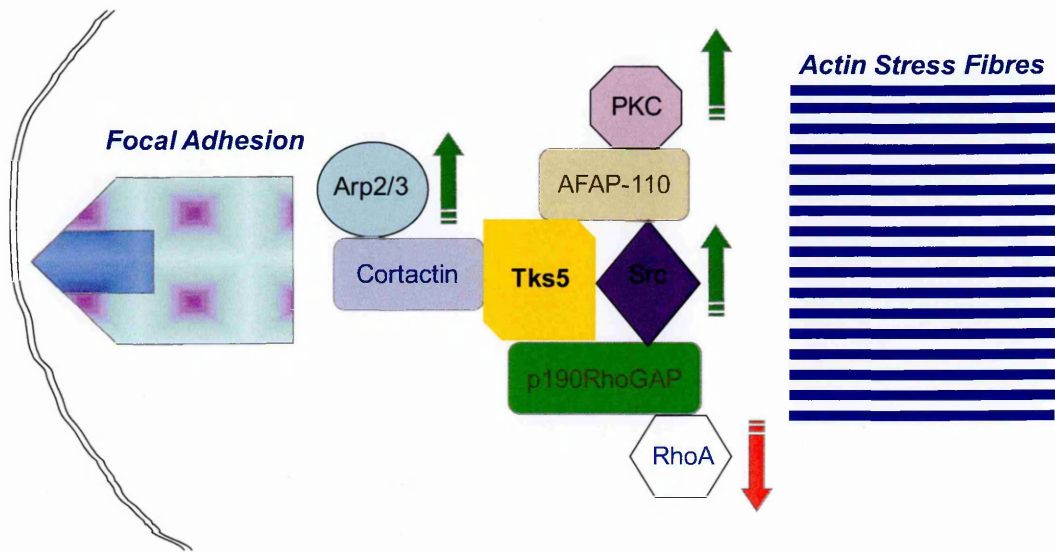 Actin Stress Fibres
PKC
Focal Adhesion
Arp2/3
AFAP-110
Cortactin
Tks5
Src
p190RhoGAP
RhoA